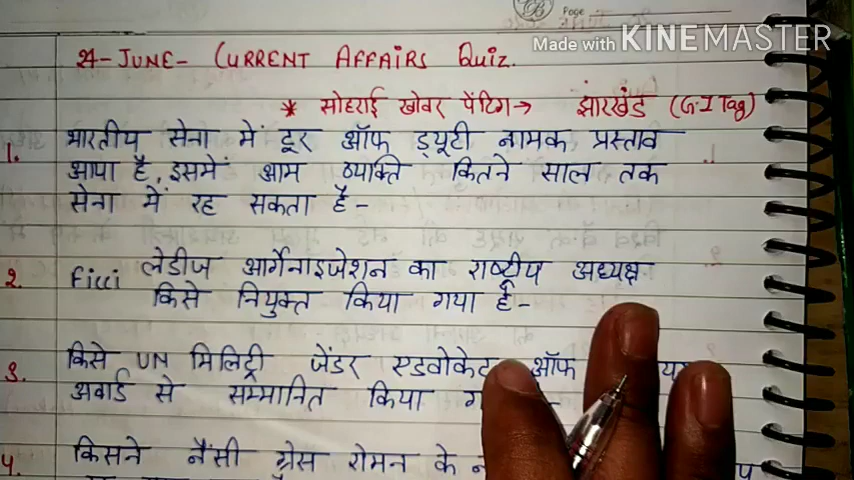 Page
Made with KINEMASTER
24-JUNE- CURRENT AFFAIRS Quiz.
* सोहराई खोवर पेंटिग→ झारखंड (G.I Tag)
1. भारतीय सेना में टूर ऑफ ड्यूटी नामक प्रस्ताव
आया है, इसमें आम व्यक्ति कितने साल तक
सेना में रह सकता है-
2. Ficci लेडीज आर्गेनाइजेशन का राष्ट्रीय अध्यक्ष
किसे नियुक्त किया गया है-
3. किसे UN मिलिट्री जेंडर एडवोकेट ऑफ
अवार्ड से सम्मानित किया
4. किसने नैंसी ग्रेस रोमन के